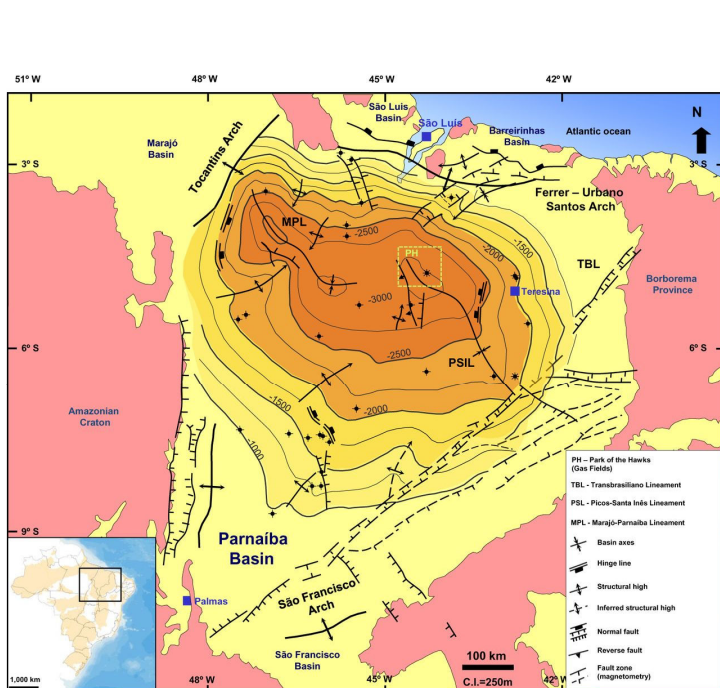 51º W
48º W
45º W
42º W
São Luis
Basin
São Luís
Barreirinhas
Basin
Atlantic ocean
N
Marajó
Basin
Tocantins Arch
3º S
3º S
Ferrer – Urbano
Santos Arch
MPL
-2500
-2000
-1500
PH
TBL
Borborema
Province
-3000
Teresina
6º S
6º S
-2500
PSIL
-2000
-1500
-1000
Amazonian
Craton
9º S
Parnaíba
Basin
São Francisco
Arch
Palmas
São Francisco
Basin
1,000 km
48º W
45º W
42º W
100 km
C.I.=250m
PH – Park of the Hawks
(Gas Fields)
TBL - Transbrasiliano Lineament
PSL - Picos-Santa Inês Lineament
MPL -Marajó-Parnaiba Lineament
Basin axes
Hinge line
Structural high
Inferred structural high
Normal fault
Reverse fault
Fault zone
(magnetometry)